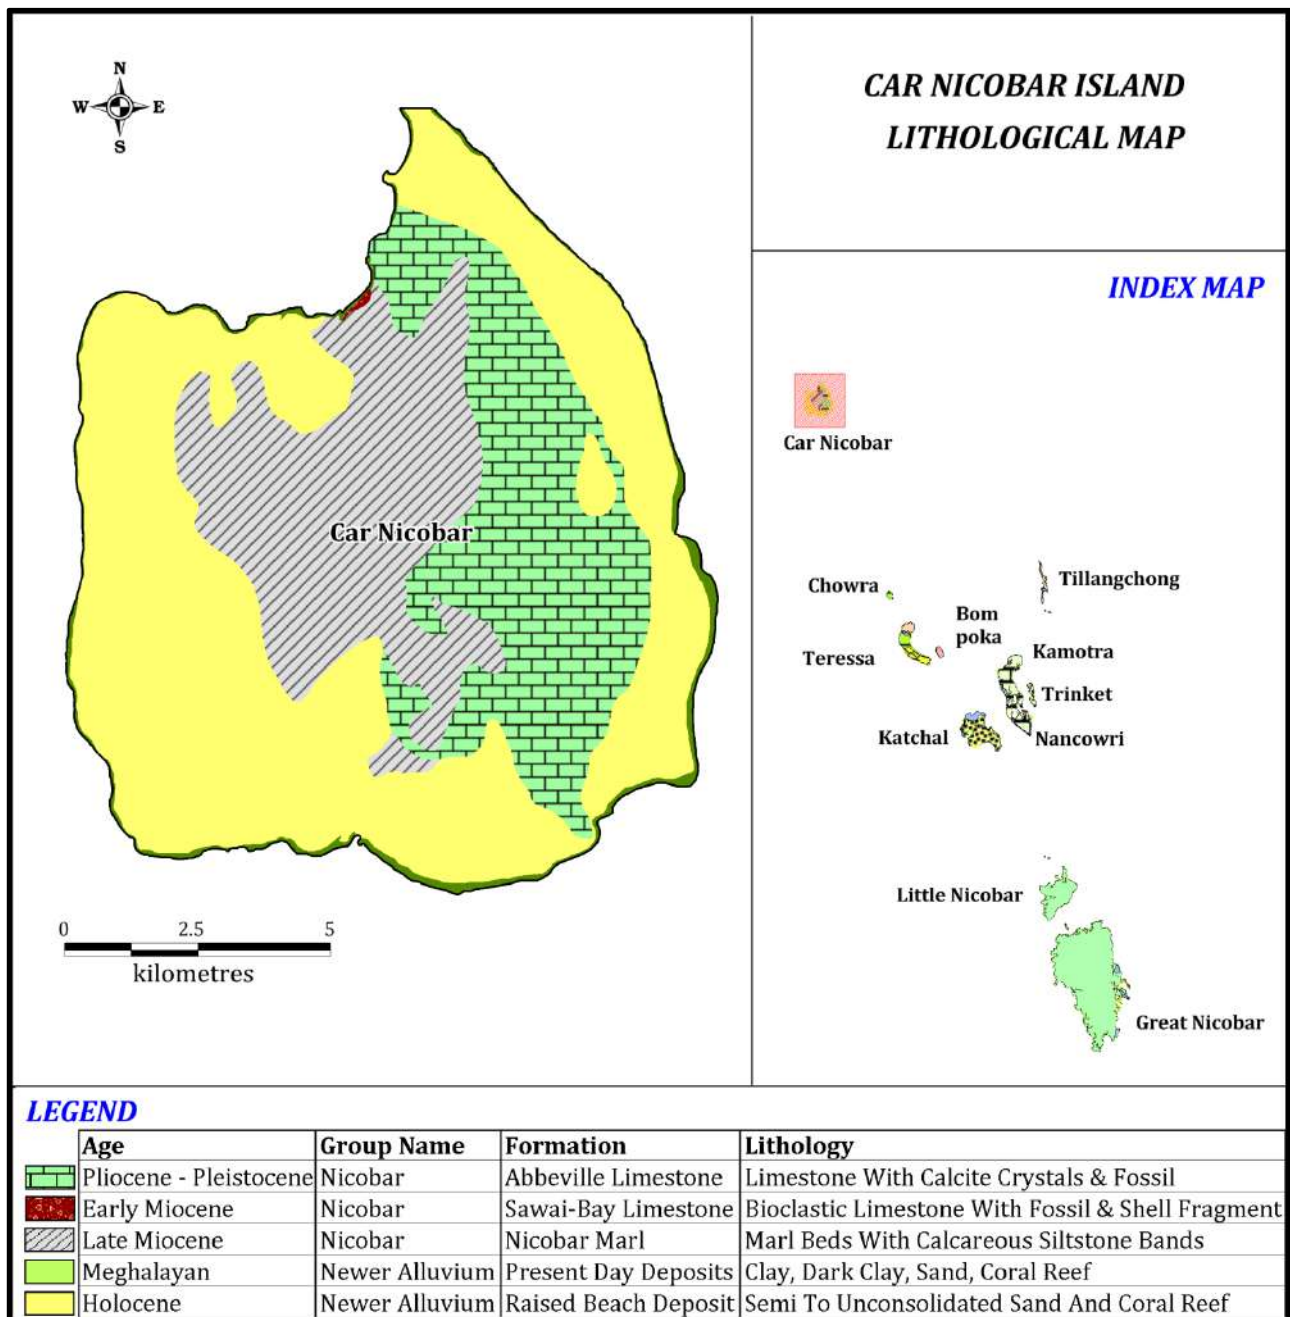 N
W E
S
CAR NICOBAR ISLAND
LITHOLOGICAL MAP
INDEX MAP
Car Nicobar
Car Nicobar
Chowra
Tillangchong
Bom
poka
Teressa
Kamotra
Trinket
Katchal
Nancowri
Little Nicobar
Great Nicobar
0 2.5 5
kilometres
LEGEND
Age Group Name Formation Lithology
Pliocene - Pleistocene Nicobar Abbeville Limestone Limestone With Calcite Crystals & Fossil
Early Miocene Nicobar Sawai-Bay Limestone Bioclastic Limestone With Fossil & Shell Fragment
Late Miocene Nicobar Nicobar Marl Marl Beds With Calcareous Siltstone Bands
Meghalayan Newer Alluvium Present Day Deposits Clay, Dark Clay, Sand, Coral Reef
Holocene Newer Alluvium Raised Beach Deposit Semi To Unconsolidated Sand And Coral Reef